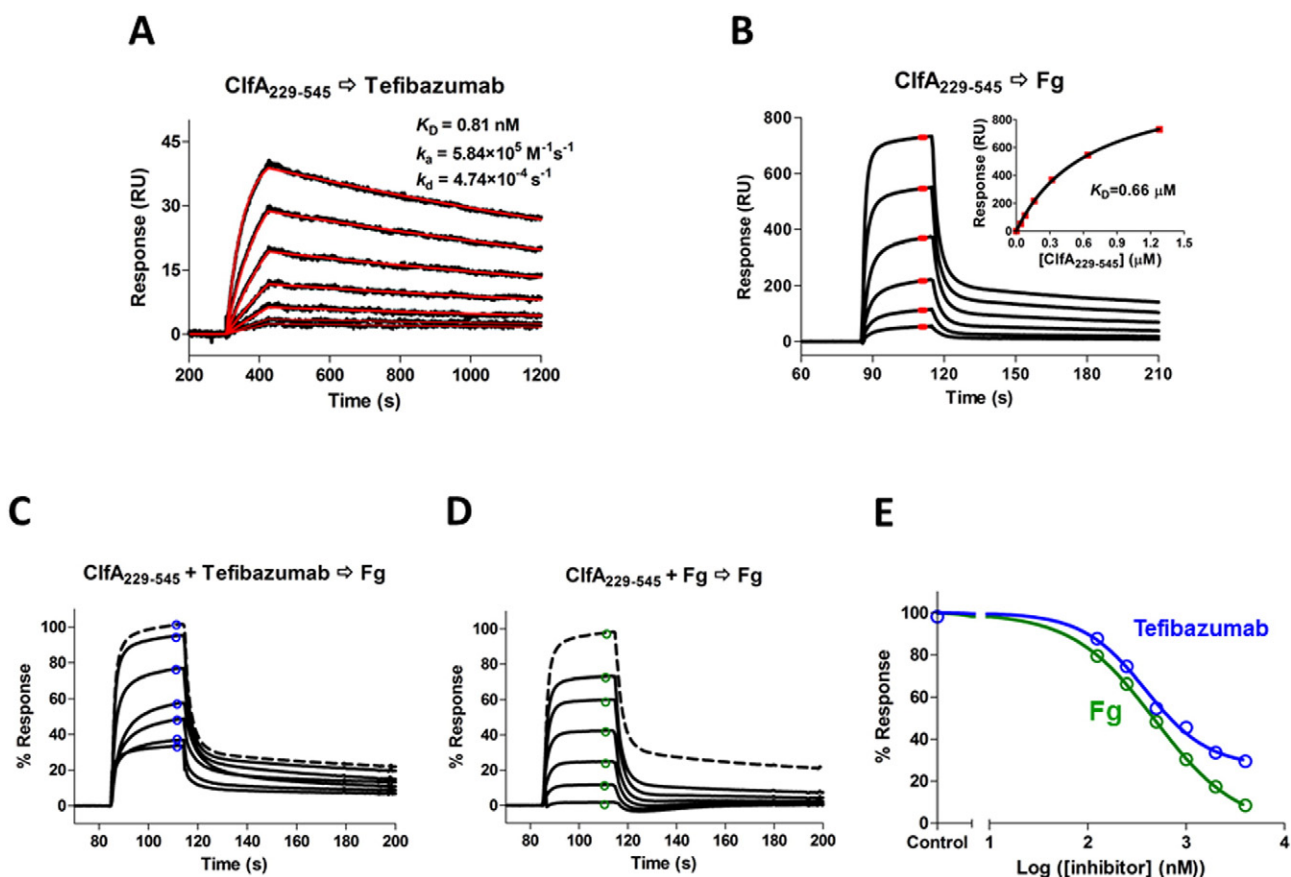 A
ClfA229-545 ⇨ Tefibazumab
KD = 0.81 nM
ka = 5.84×10^5 M^-1s^-1
kd = 4.74×10^-4 s^-1
Response (RU)
45
30
15
0
200 400 600 800 1000 1200
Time (s)
B
ClfA229-545 ⇨ Fg
Response (RU)
800
600
400
200
0
60 90 120 150 180 210
Time (s)
Response (RU)
800
600
400
200
0
KD=0.66 μM
0.0 0.3 0.6 0.9 1.2 1.5
[ClfA229-545] (μM)
C
ClfA229-545 + Tefibazumab ⇨ Fg
% Response
100
80
60
40
20
0
80 100 120 140 160 180 200
Time (s)
D
ClfA229-545 + Fg ⇨ Fg
% Response
100
80
60
40
20
0
80 100 120 140 160 180 200
Time (s)
E
% Response
100
80
60
40
20
0
Tefibazumab
Fg
Control 1 2 3 4
Log ([inhibitor] (nM))